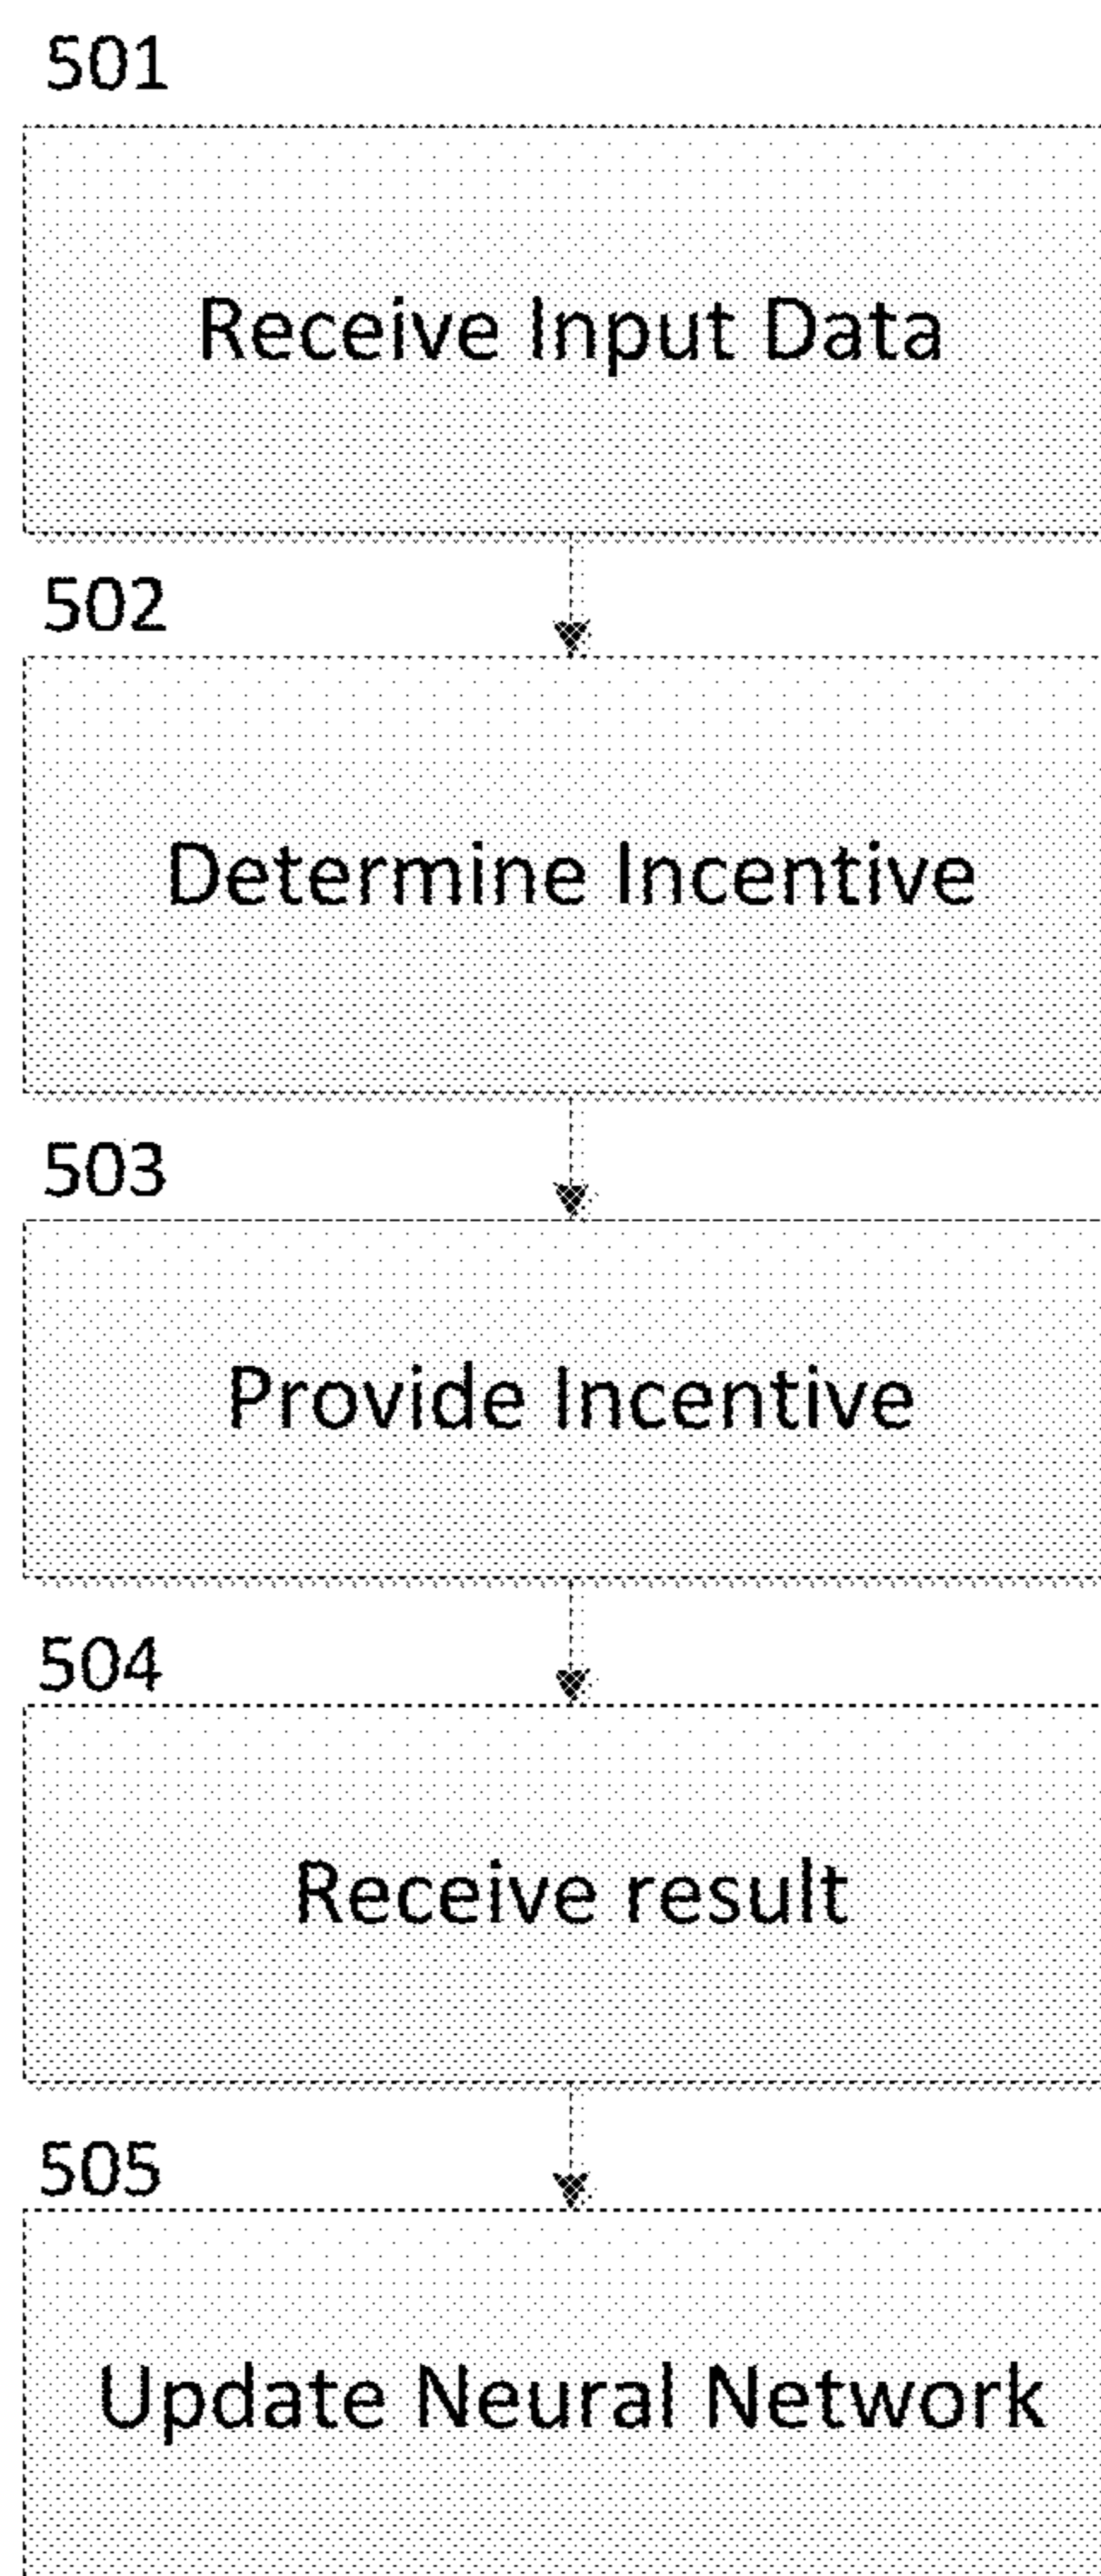 501
Receive Input Data
502
Determine Incentive
503
Provide Incentive
504
Receive result
505
Update Neural Network